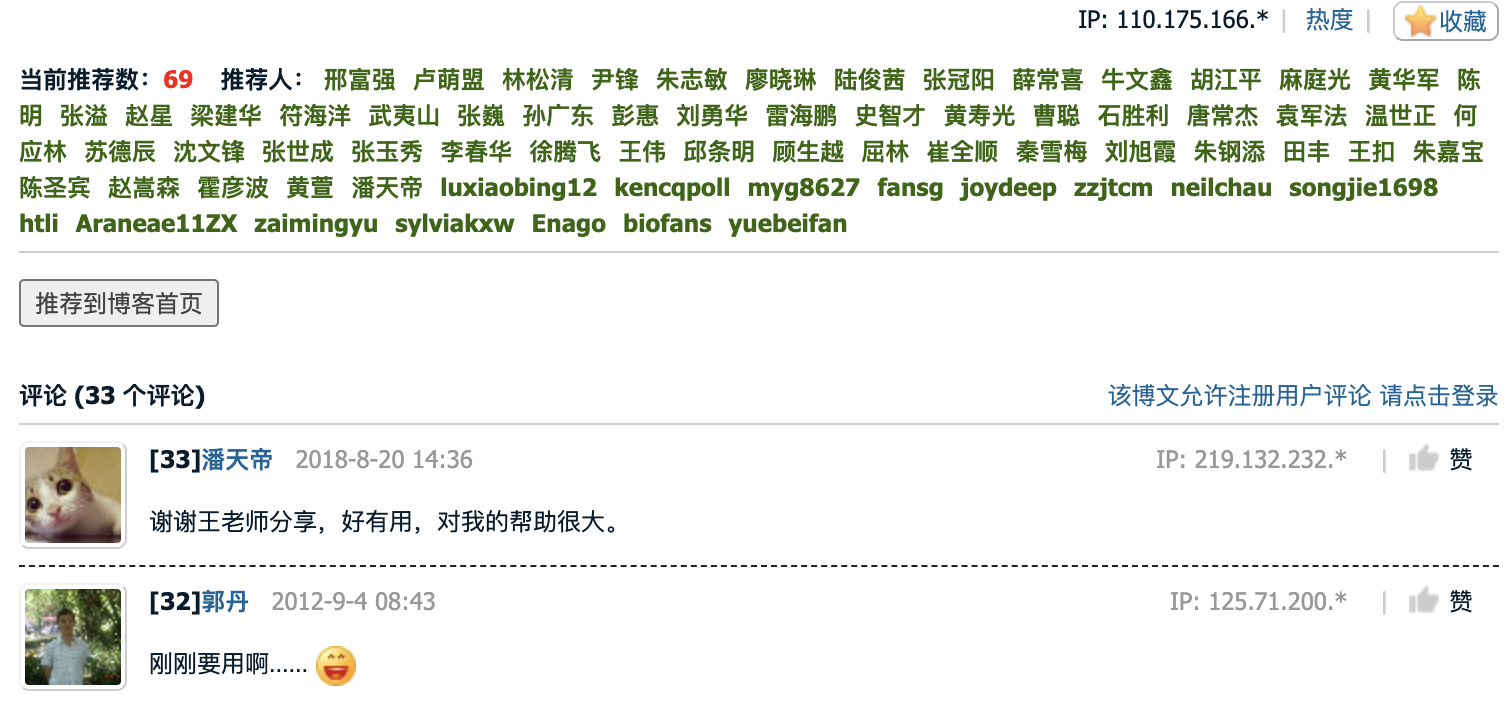 IP: 110.175.166.* | 热度 | 收藏
当前推荐数：69 推荐人： 邢富强 卢萌盟 林松清 尹锋 朱志敏 廖晓琳 陆俊茜 张冠阳 薛常喜 牛文鑫 胡江平 麻庭光 黄华军 陈
明 张溢 赵星 梁建华 符海洋 武夷山 张巍 孙广东 彭惠 刘勇华 雷海鹏 史智才 黄寿光 曹聪 石胜利 唐常杰 袁军法 温世正 何
应林 苏德辰 沈文锋 张世成 张玉秀 李春华 徐腾飞 王伟 邱条明 顾生越 屈林 崔全顺 秦雪梅 刘旭霞 朱钢添 田丰 王扣 朱嘉宝
陈圣宾 赵嵩森 霍彦波 黄萱 潘天帝 luxiaobing12 kencqpoll myg8627 fansg joydeep zzjtcm neilchau songjie1698
htli Araneae11ZX zaimingyu sylviakxw Enago biofans yuebeifan
推荐到博客首页
评论 (33 个评论) 该博文允许注册用户评论 请点击登录
[33]潘天帝 2018-8-20 14:36 IP: 219.132.232.* | 赞
谢谢王老师分享，好有用，对我的帮助很大。
[32]郭丹 2012-9-4 08:43 IP: 125.71.200.* | 赞
刚刚要用啊......